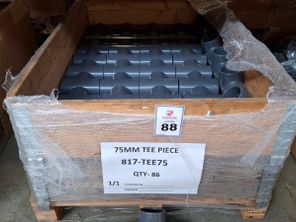 88
75MM TEE PIECE
817-TEE75
QTY- 86
1/1